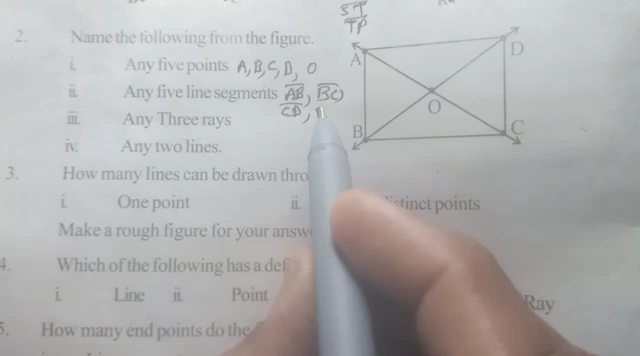 ST
TP
2. Name the following from the figure.
i. Any five points A, B, C, D, O
ii. Any five line segments AB, BC,
CD,
iii. Any Three rays
iv. Any two lines.
A
D
O
B
C
3. How many lines can be drawn thro
i. One point ii. distinct points
Make a rough figure for your answ
4. Which of the following has a def
i. Line ii. Point Ray
5. How many end points do the